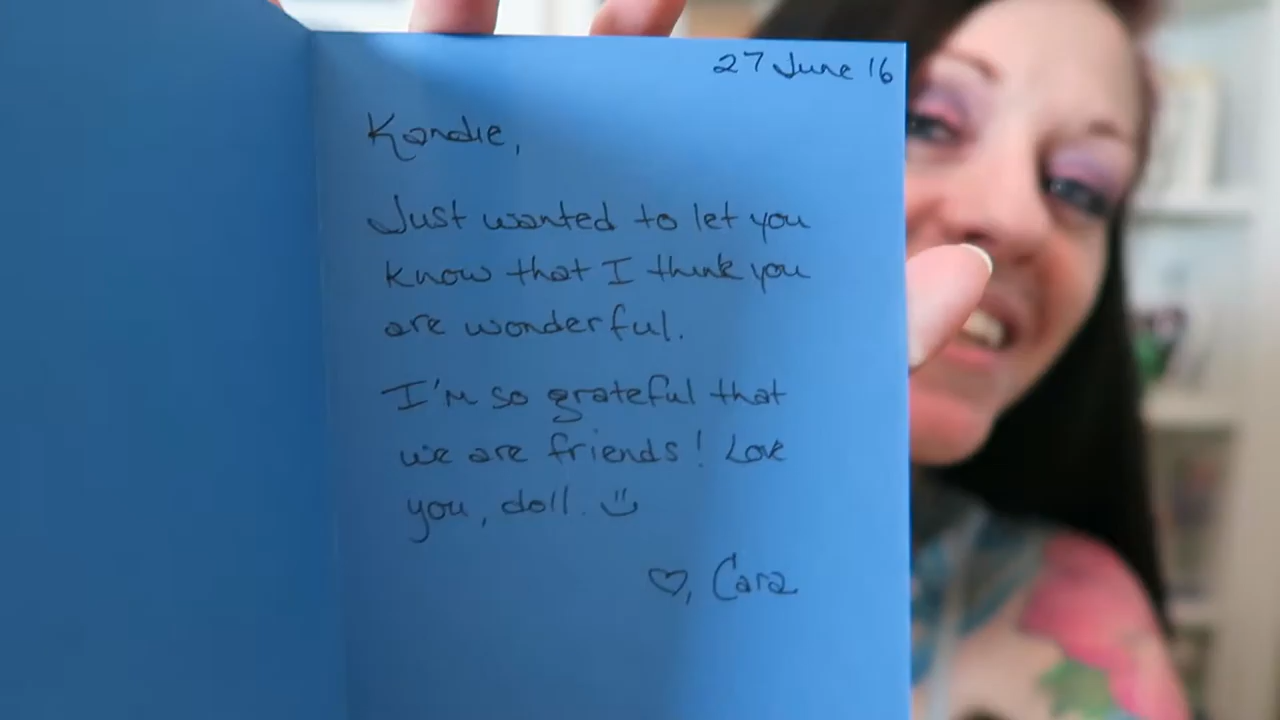 27 June 16
Kandie,
Just wanted to let you
know that I think you
are wonderful.
I'm so grateful that
we are friends! Love
you, doll. :)
♡, Cara